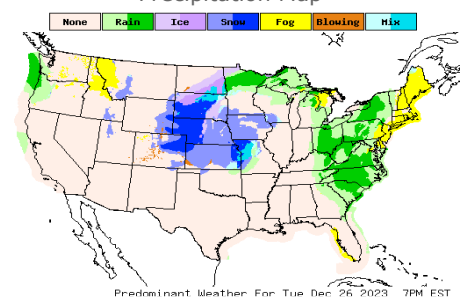 Precipitation Map
None Rain Ice Snow Fog Blowing Mix
Predominant Weather For Tue Dec 26 2023 7PM EST